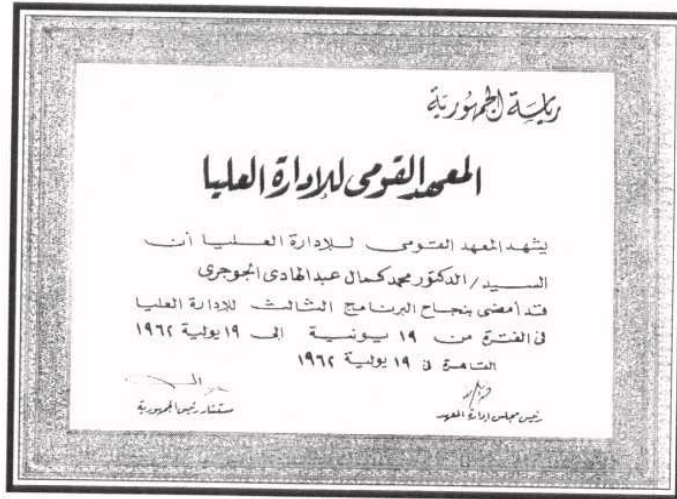 رياسة الجمهورية
المعهد القومى للادارة العليا
يشهد المعهد القومى للإدارة العليا أن
السيد / الدكتور محمد كمال عبد الهادى الجوجرى
قد أمضى بنجاح البرنامج الثالث للإدارة العليا
فى الفترة من ١٩ يونية الى ١٩ يولية ١٩٦٢
القاهرة فى ١٩ يولية ١٩٦٢
رئيس مجلس إدارة المعهد
مستشار رئيس الجمهورية